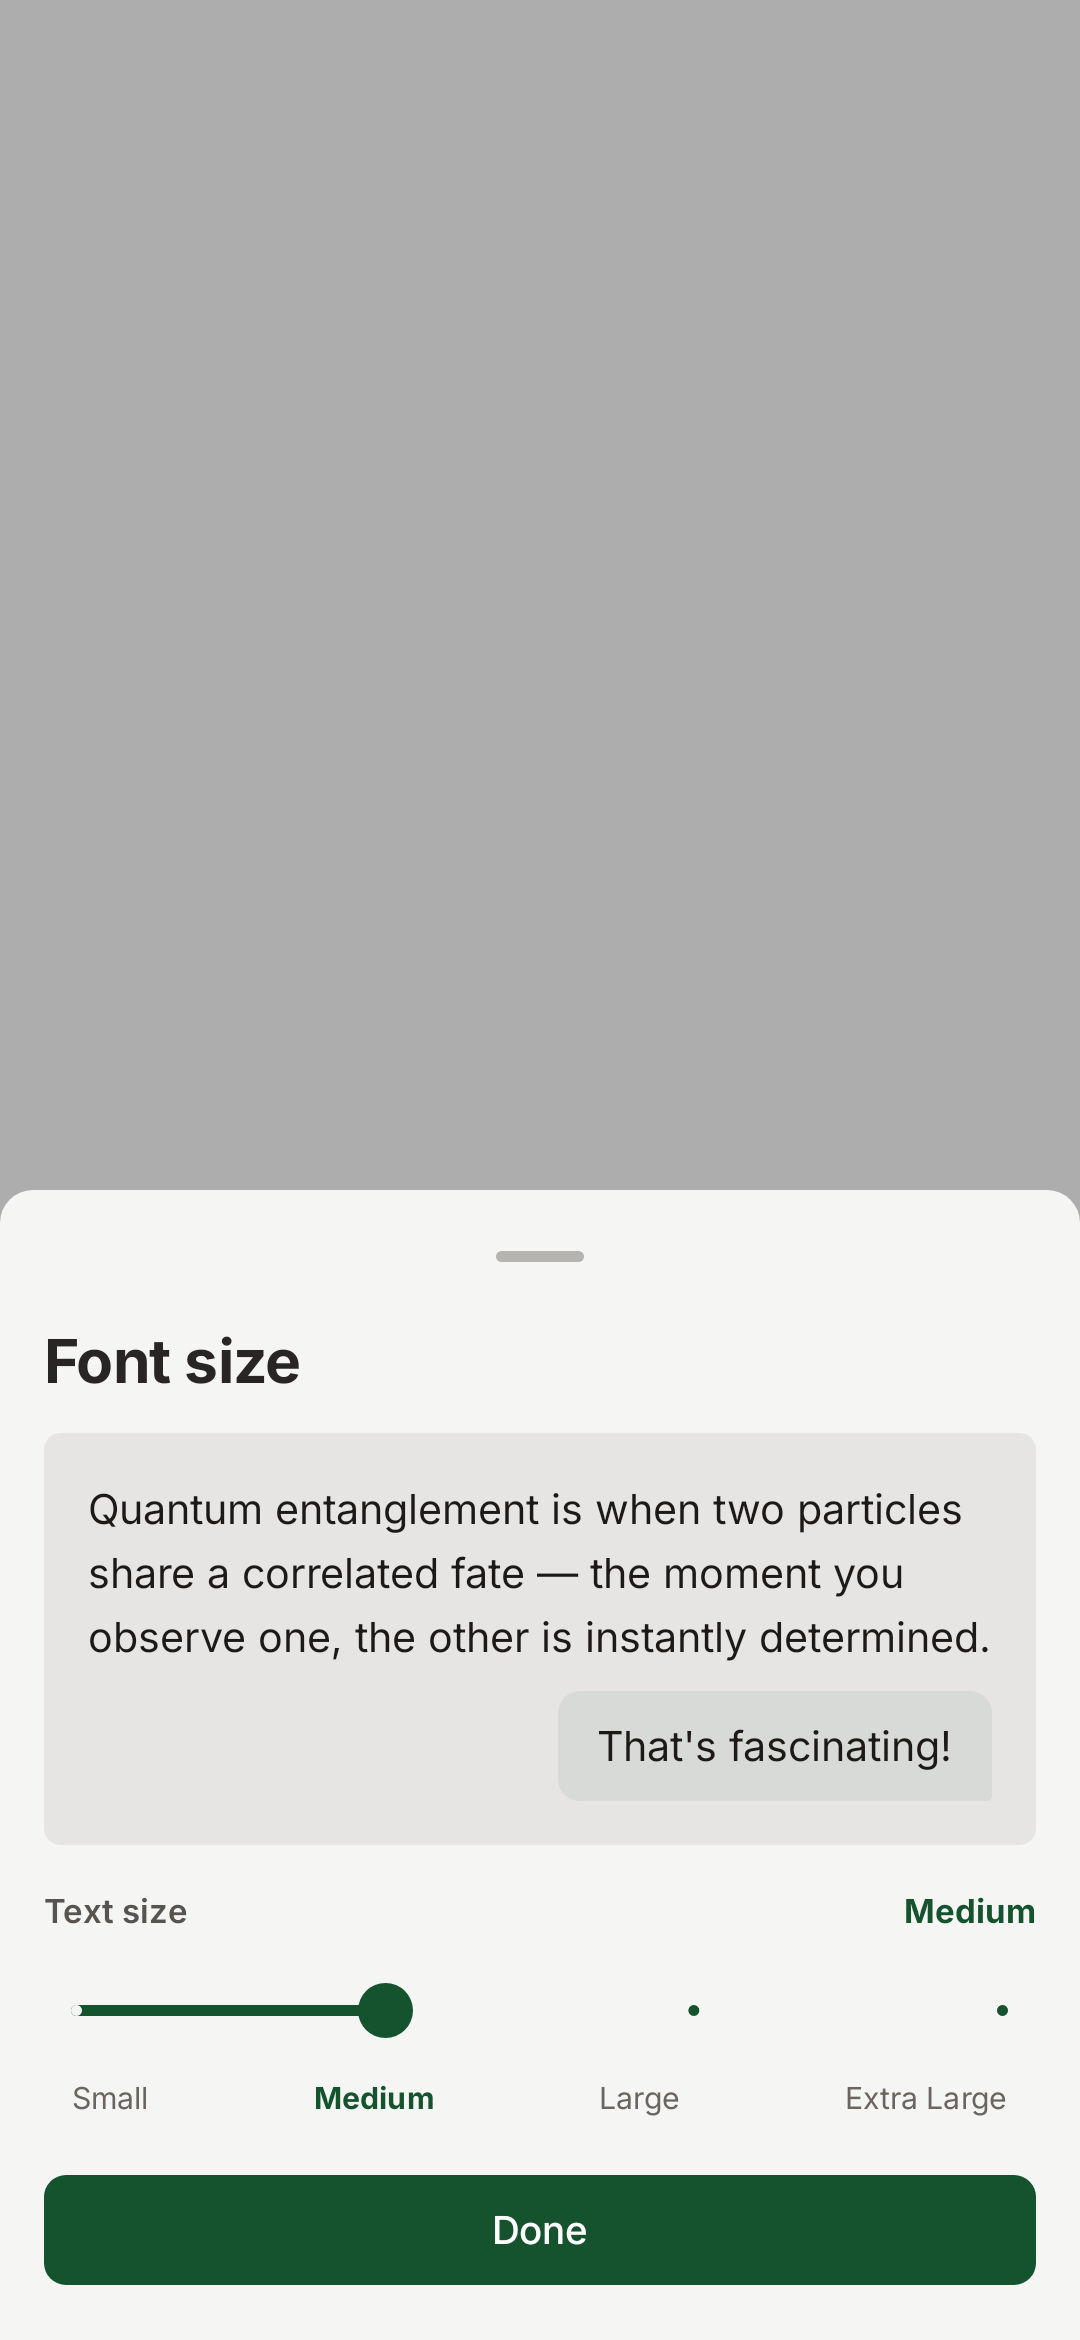 Font size
Quantum entanglement is when two particles
share a correlated fate — the moment you
observe one, the other is instantly determined.
That's fascinating!
Text size Medium
Small Medium Large Extra Large
Done